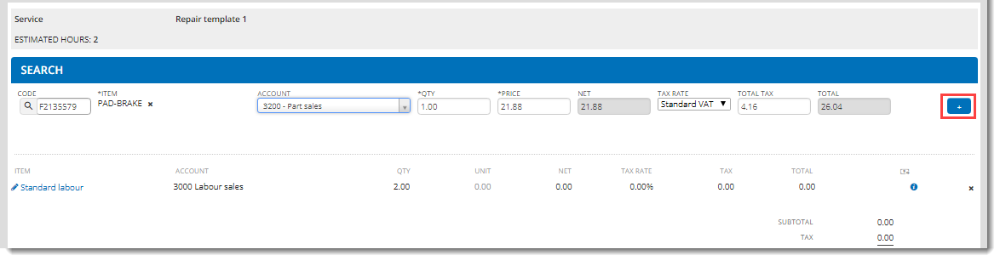 Service Repair template 1
ESTIMATED HOURS: 2
SEARCH
CODE *ITEM ACCOUNT *QTY *PRICE NET TAX RATE TOTAL TAX TOTAL
F2135579 PAD-BRAKE × 3200 - Part sales 1.00 21.88 21.88 Standard VAT 4.16 26.04 +
ITEM ACCOUNT QTY UNIT NET TAX RATE TAX TOTAL
Standard labour 3000 Labour sales 2.00 0.00 0.00 0.00% 0.00 0.00 ×
SUBTOTAL 0.00
TAX 0.00